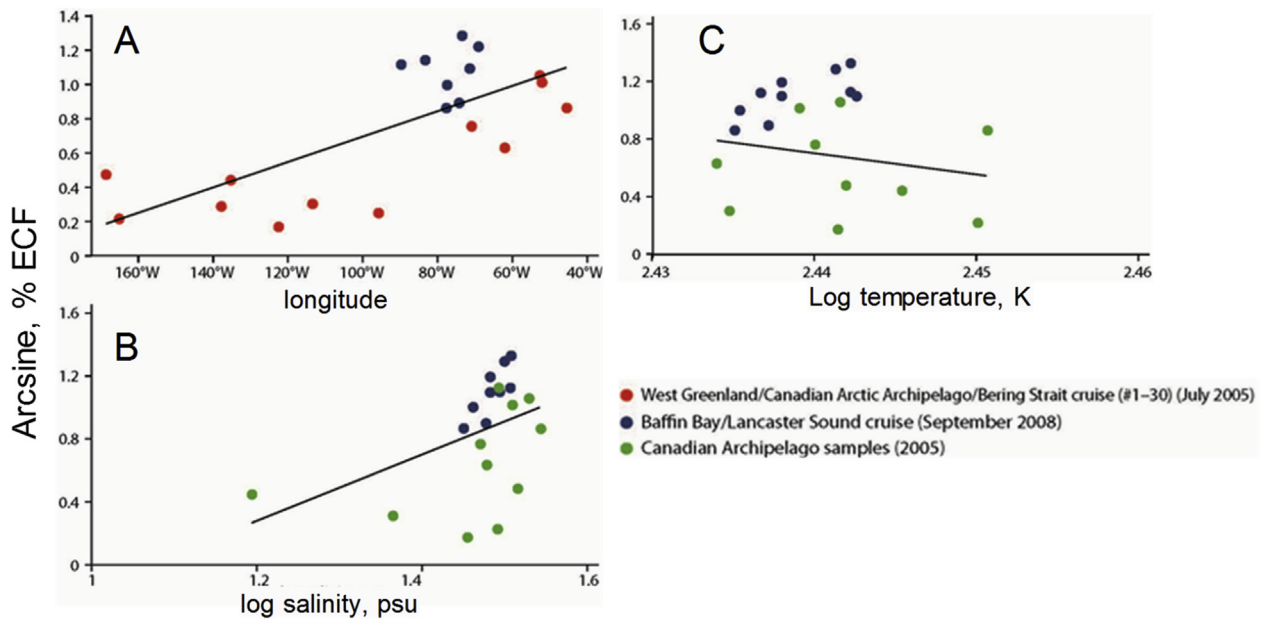 Arcsine, % ECF
A
1.4
1.2
1.0
0.8
0.6
0.4
0.2
0
160°W 140°W 120°W 100°W 80°W 60°W 40°W
longitude
B
1.6
1.2
0.8
0.4
0
1 1.2 1.4 1.6
log salinity, psu
C
1.6
1.2
0.8
0.4
0
2.43 2.44 2.45 2.46
Log temperature, K
West Greenland/Canadian Arctic Archipelago/Bering Strait cruise (#1–30) (July 2005)
Baffin Bay/Lancaster Sound cruise (September 2008)
Canadian Archipelago samples (2005)